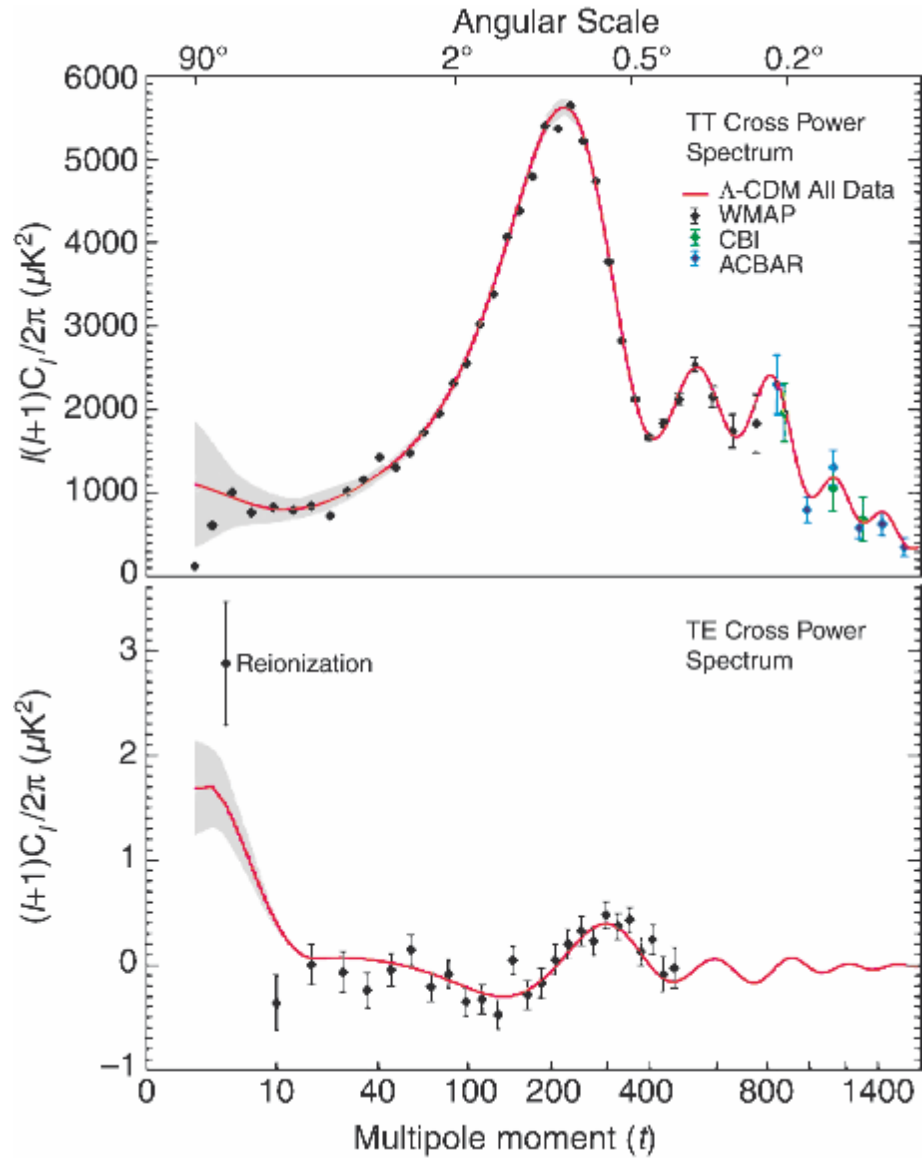 Angular Scale
90° 2° 0.5° 0.2°
6000
5000
4000
3000
2000
1000
0
l(l+1)Cl/2π (μK²)
TT Cross Power
Spectrum
Λ-CDM All Data
WMAP
CBI
ACBAR
3
2
1
0
−1
(l+1)Cl/2π (μK²)
Reionization
TE Cross Power
Spectrum
0 10 40 100 200 400 800 1400
Multipole moment (t)